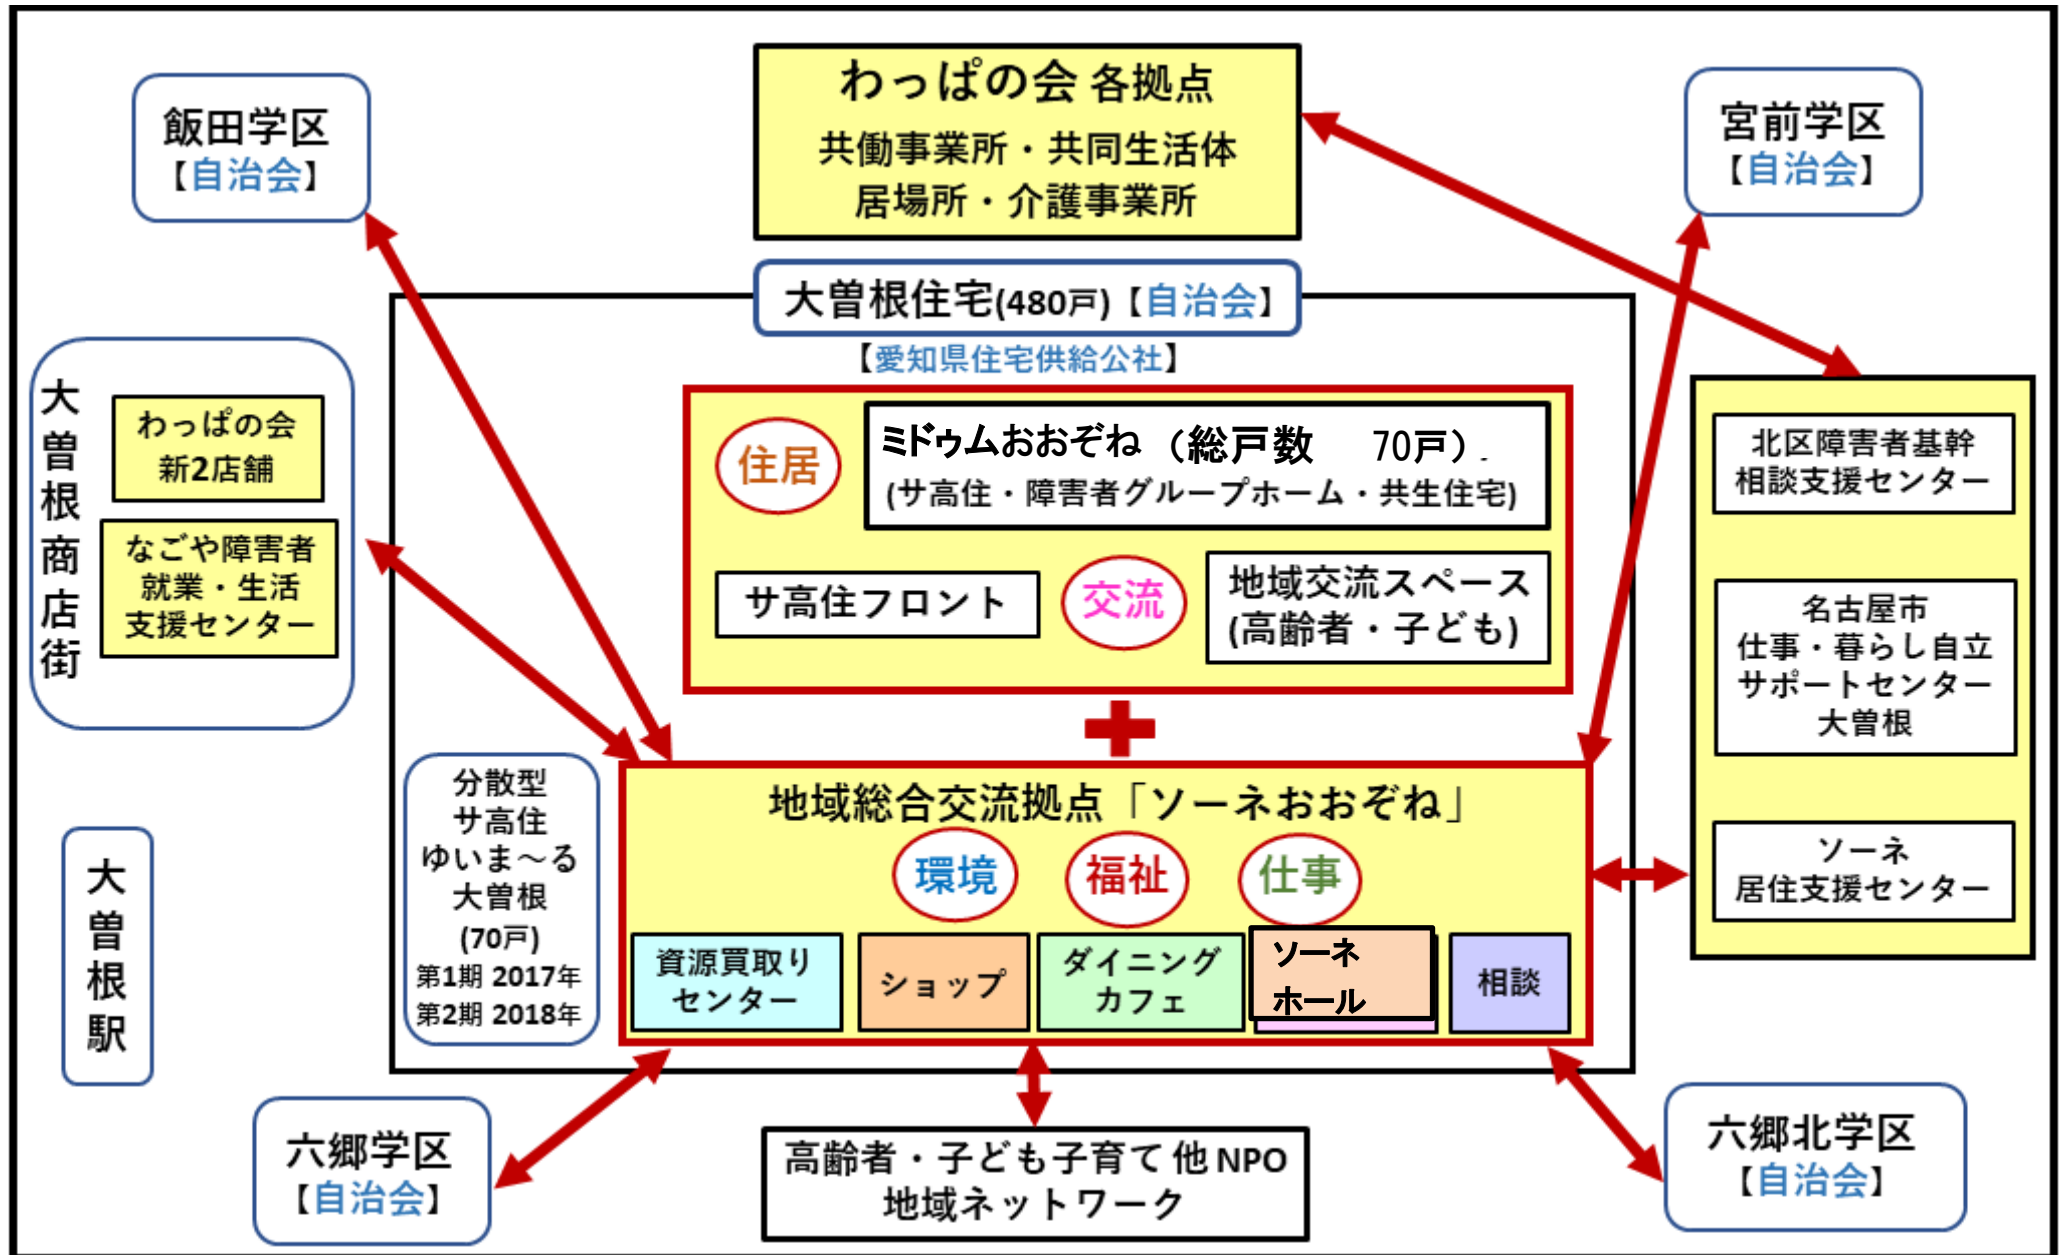 わっぱの会 各拠点
共働事業所・共同生活体
居場所・介護事業所
飯田学区
【自治会】
宮前学区
【自治会】
大曽根住宅(480戸)【自治会】
【愛知県住宅供給公社】
大曽根商店街
わっぱの会
新2店舗
なごや障害者
就業・生活
支援センター
住居
ミドゥムおおぞね（総戸数　70戸）
(サ高住・障害者グループホーム・共生住宅)
サ高住フロント
交流
地域交流スペース
(高齢者・子ども)
北区障害者基幹
相談支援センター
名古屋市
仕事・暮らし自立
サポートセンター
大曽根
ソーネ
居住支援センター
分散型
サ高住
ゆいま～る
大曽根
(70戸)
第1期 2017年
第2期 2018年
地域総合交流拠点「ソーネおおぞね」
環境
福祉
仕事
資源買取り
センター
ショップ
ダイニング
カフェ
ソーネ
ホール
相談
大曽根駅
六郷学区
【自治会】
高齢者・子ども子育て 他 NPO
地域ネットワーク
六郷北学区
【自治会】